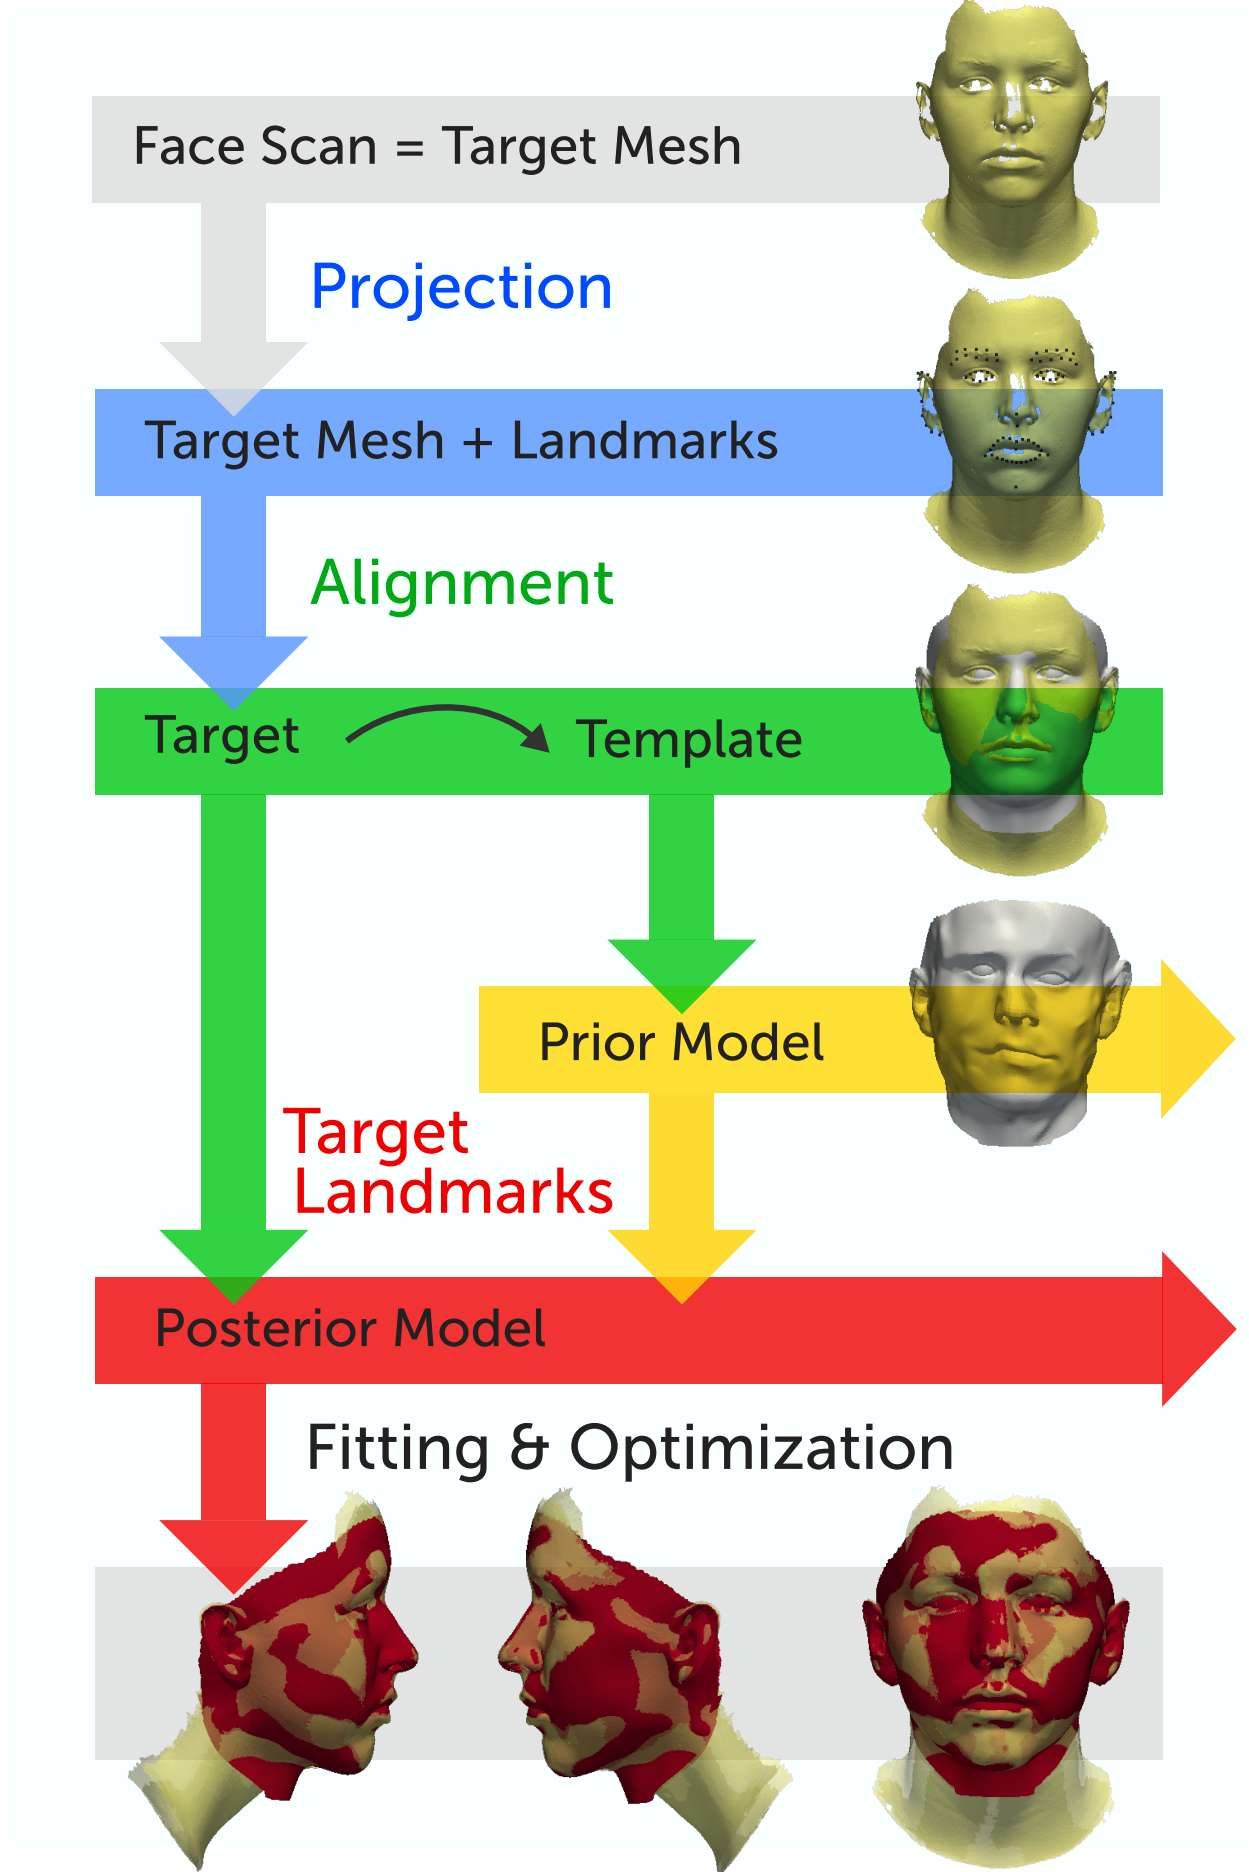 Face Scan = Target Mesh
Projection
Target Mesh + Landmarks
Alignment
Target Template
Prior Model
Target
Landmarks
Posterior Model
Fitting & Optimization